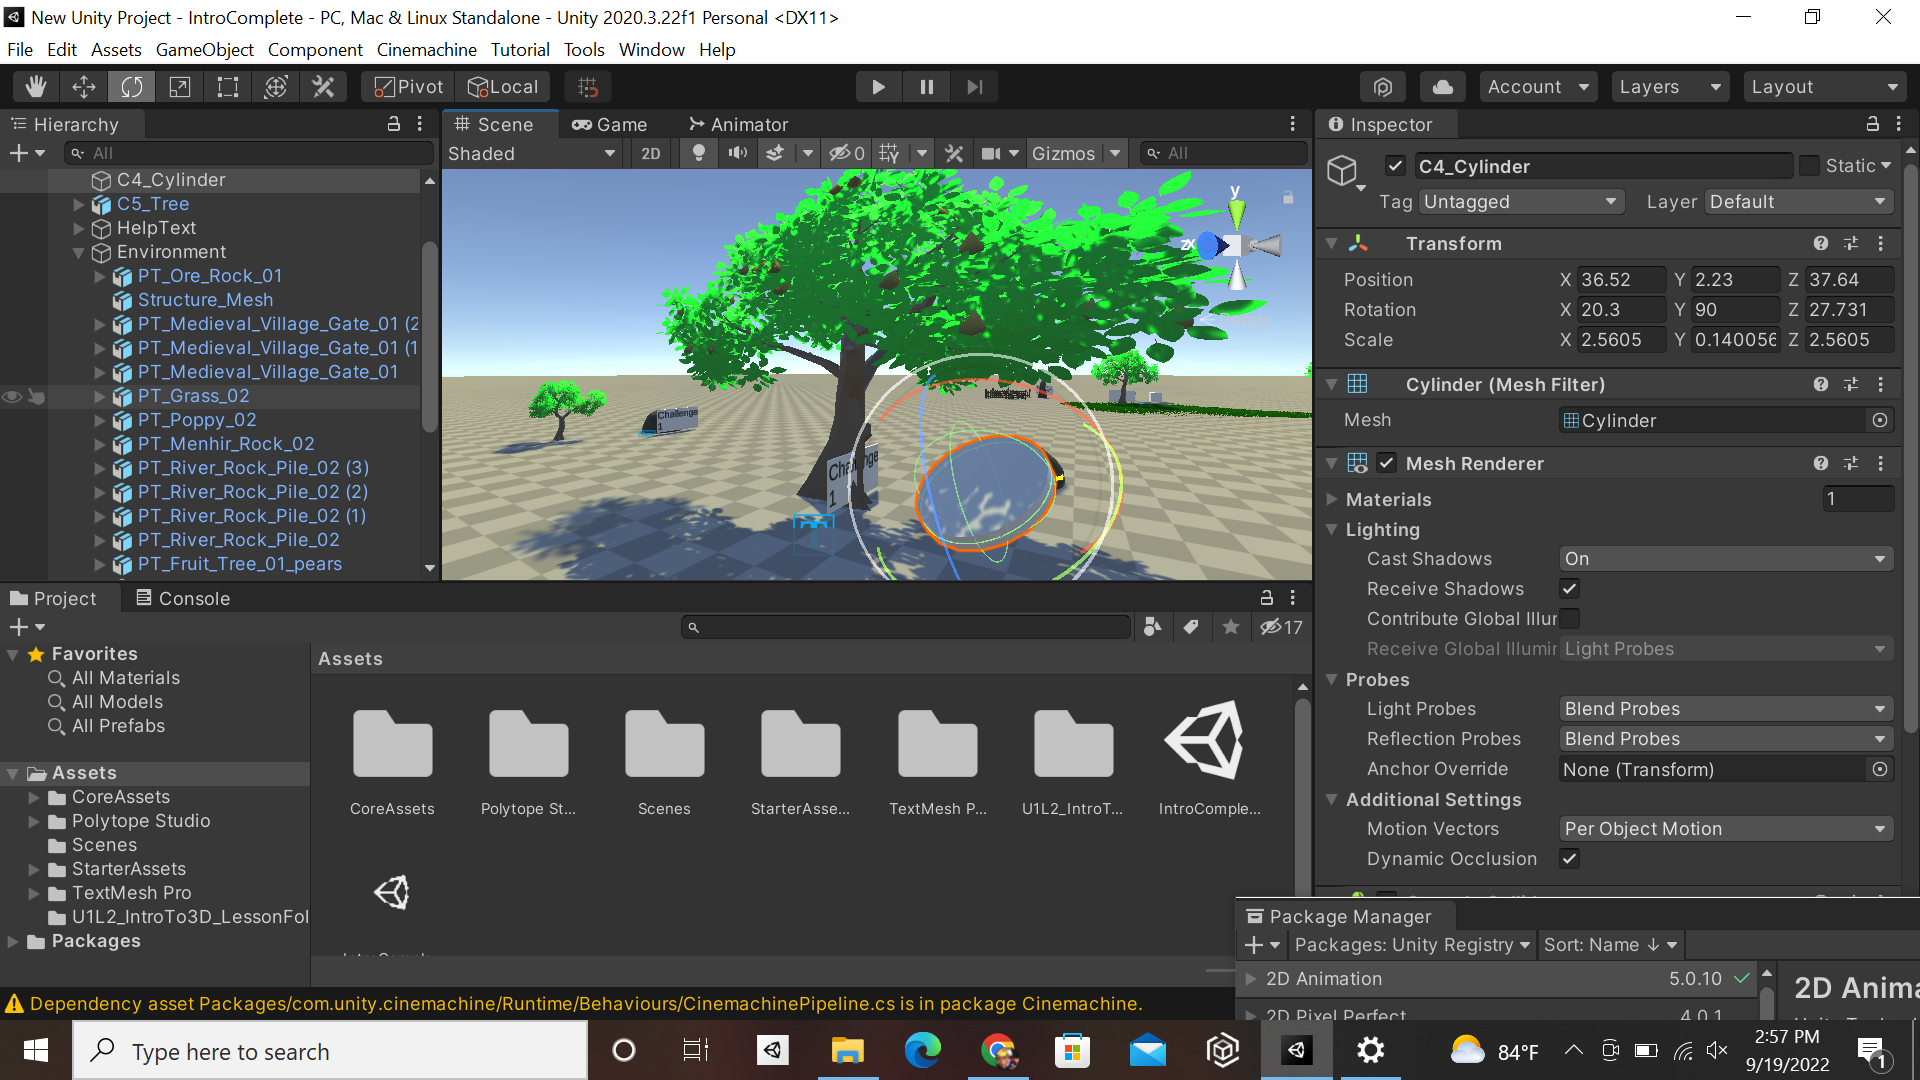 New Unity Project - IntroComplete - PC, Mac & Linux Standalone - Unity 2020.3.22f1 Personal <DX11>
File Edit Assets GameObject Component Cinemachine Tutorial Tools Window Help
Pivot Local Account Layers Layout
Hierarchy
All
C4_Cylinder
C5_Tree
HelpText
Environment
PT_Ore_Rock_01
Structure_Mesh
PT_Medieval_Village_Gate_01 (2
PT_Medieval_Village_Gate_01 (1
PT_Medieval_Village_Gate_01
PT_Grass_02
PT_Poppy_02
PT_Menhir_Rock_02
PT_River_Rock_Pile_02 (3)
PT_River_Rock_Pile_02 (2)
PT_River_Rock_Pile_02 (1)
PT_River_Rock_Pile_02
PT_Fruit_Tree_01_pears
Scene Game Animator
Shaded 2D 0 Gizmos All
y
zx
Challenge
1
Challenge
1
T
Inspector
C4_Cylinder Static
Tag Untagged Layer Default
Transform
Position X 36.52 Y 2.23 Z 37.64
Rotation X 20.3 Y 90 Z 27.731
Scale X 2.5605 Y 0.140056 Z 2.5605
Cylinder (Mesh Filter)
Mesh Cylinder
Mesh Renderer
Materials 1
Lighting
Cast Shadows On
Receive Shadows
Contribute Global Illur
Receive Global Illumir Light Probes
Probes
Light Probes Blend Probes
Reflection Probes Blend Probes
Anchor Override None (Transform)
Additional Settings
Motion Vectors Per Object Motion
Dynamic Occlusion
Project Console
17
Favorites
All Materials
All Models
All Prefabs
Assets
CoreAssets
Polytope Studio
Scenes
StarterAssets
TextMesh Pro
U1L2_IntroTo3D_LessonFol
Packages
Assets
CoreAssets Polytope St... Scenes StarterAsse... TextMesh P... U1L2_IntroT... IntroComple...
Package Manager
Packages: Unity Registry Sort: Name ↓
2D Animation 5.0.10
2D Pixel Perfect 4.0.1
2D Anima
Dependency asset Packages/com.unity.cinemachine/Runtime/Behaviours/CinemachinePipeline.cs is in package Cinemachine.
Type here to search
84°F
2:57 PM
9/19/2022
1